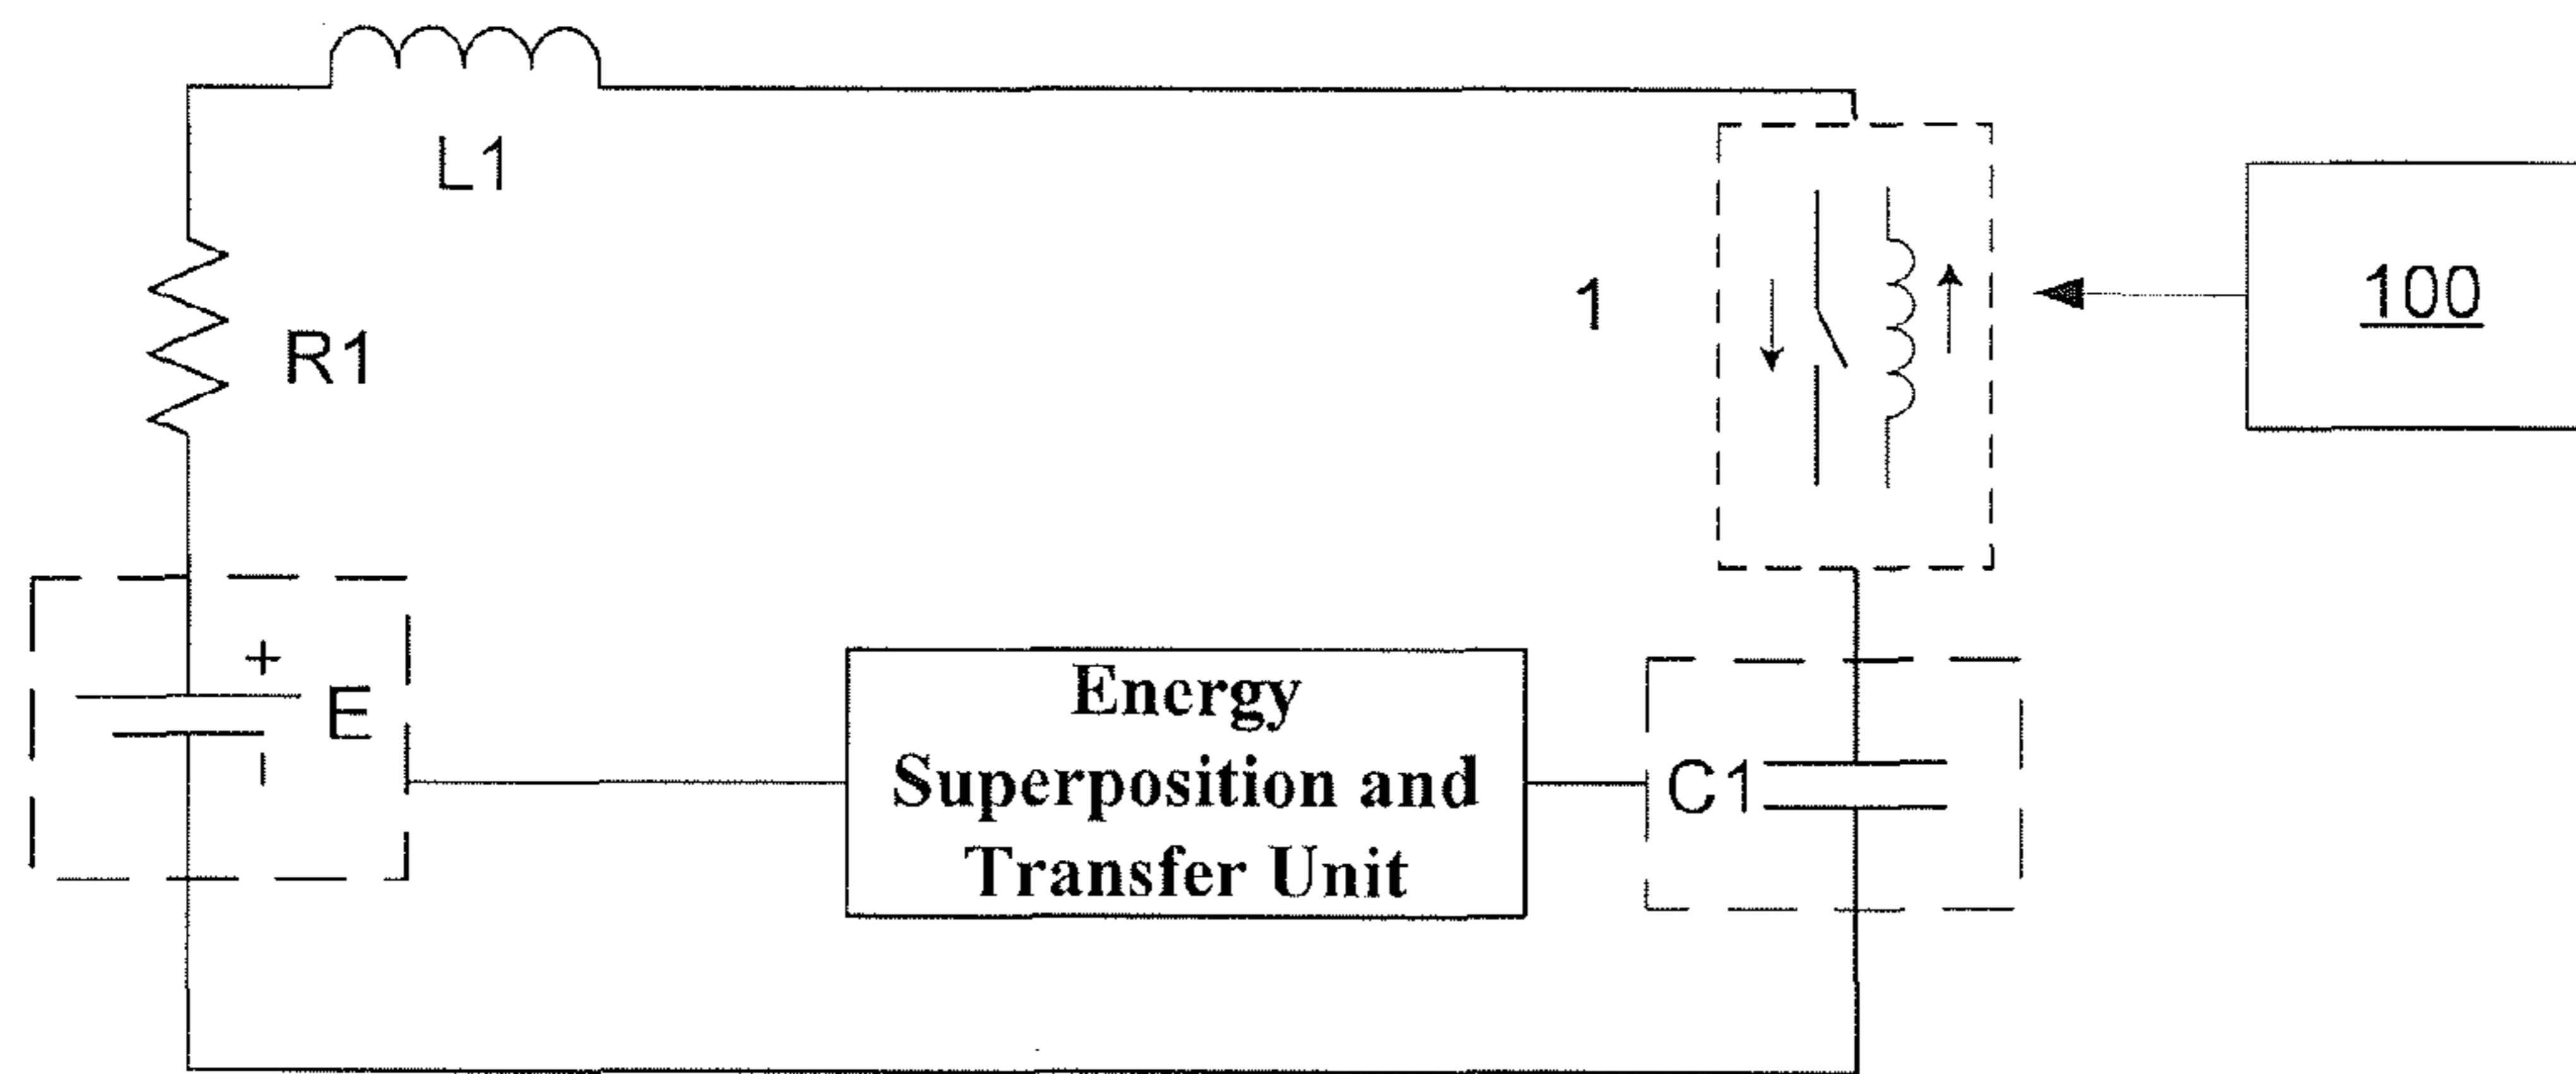 L1
1
100
R1
+
E
Energy
Superposition and
Transfer Unit
C1